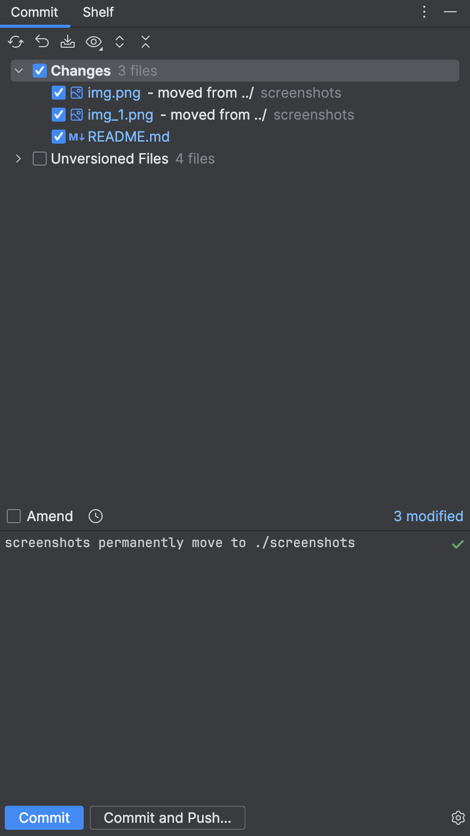 Commit Shelf
Changes 3 files
img.png - moved from ../ screenshots
img_1.png - moved from ../ screenshots
M↓ README.md
Unversioned Files 4 files
Amend 3 modified
screenshots permanently move to ./screenshots
Commit Commit and Push...